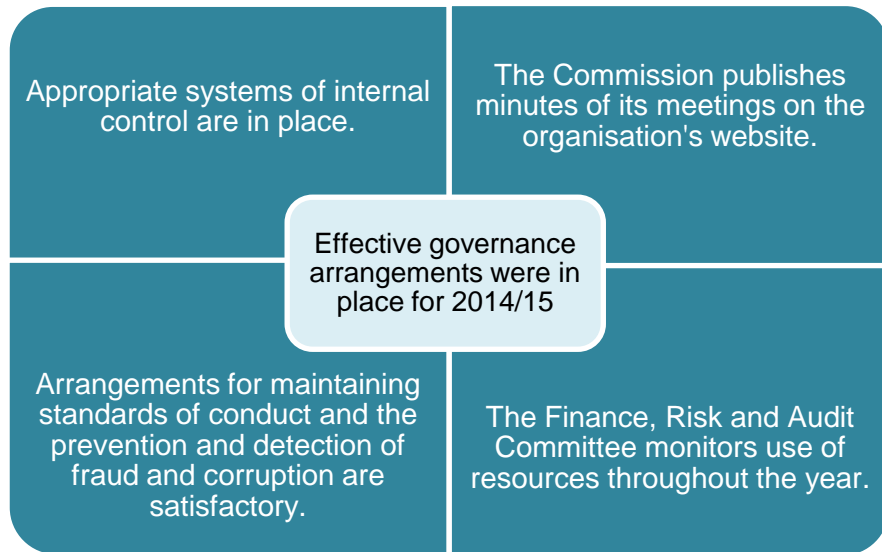 Appropriate systems of internal
control are in place.
The Commission publishes
minutes of its meetings on the
organisation's website.
Effective governance
arrangements were in
place for 2014/15
Arrangements for maintaining
standards of conduct and the
prevention and detection of
fraud and corruption are
satisfactory.
The Finance, Risk and Audit
Committee monitors use of
resources throughout the year.